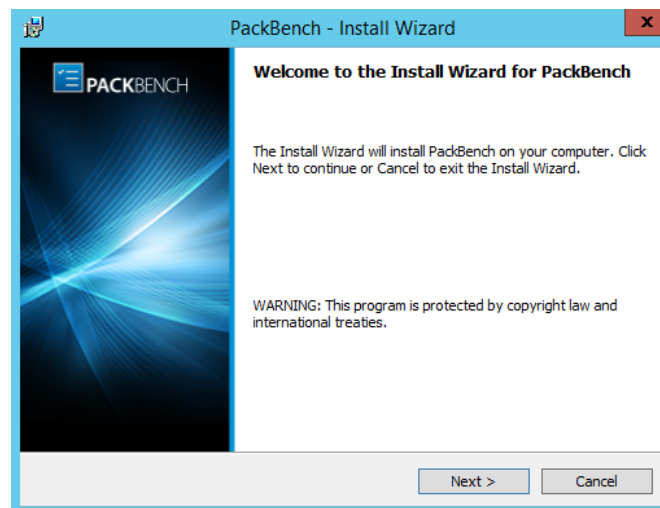 PackBench - Install Wizard
x
PACKBENCH
Welcome to the Install Wizard for PackBench
The Install Wizard will install PackBench on your computer. Click
Next to continue or Cancel to exit the Install Wizard.
WARNING: This program is protected by copyright law and
international treaties.
Next >
Cancel